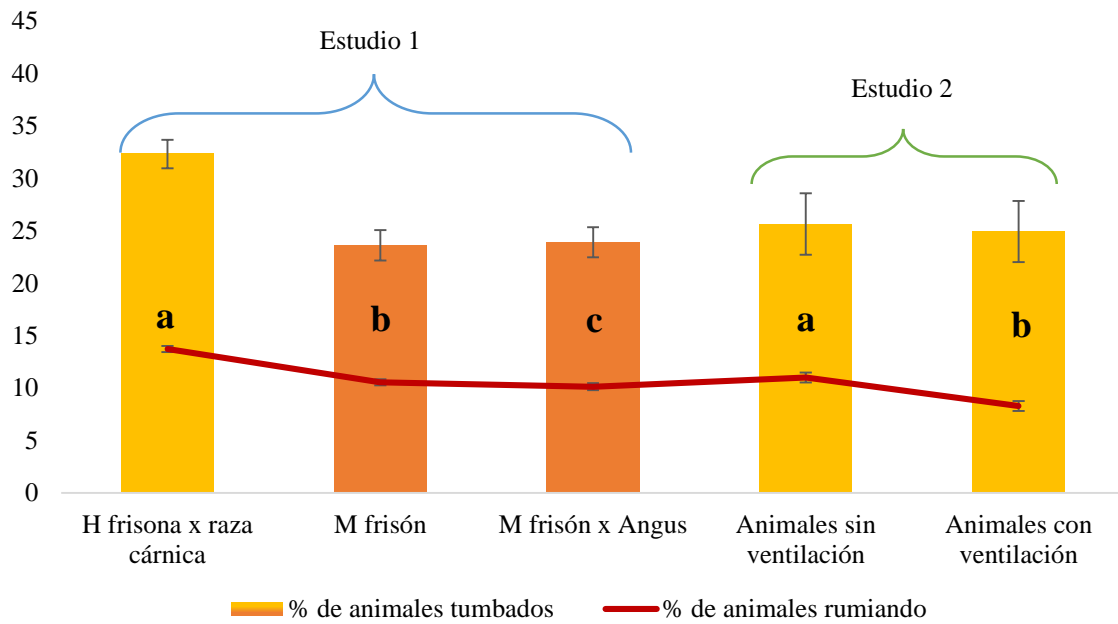 45
40
35
30
25
20
15
10
5
0
Estudio 1
Estudio 2
a
b
c
a
b
H frisona x raza
cárnica
M frisón
M frisón x Angus
Animales sin
ventilación
Animales con
ventilación
% de animales tumbados
% de animales rumiando